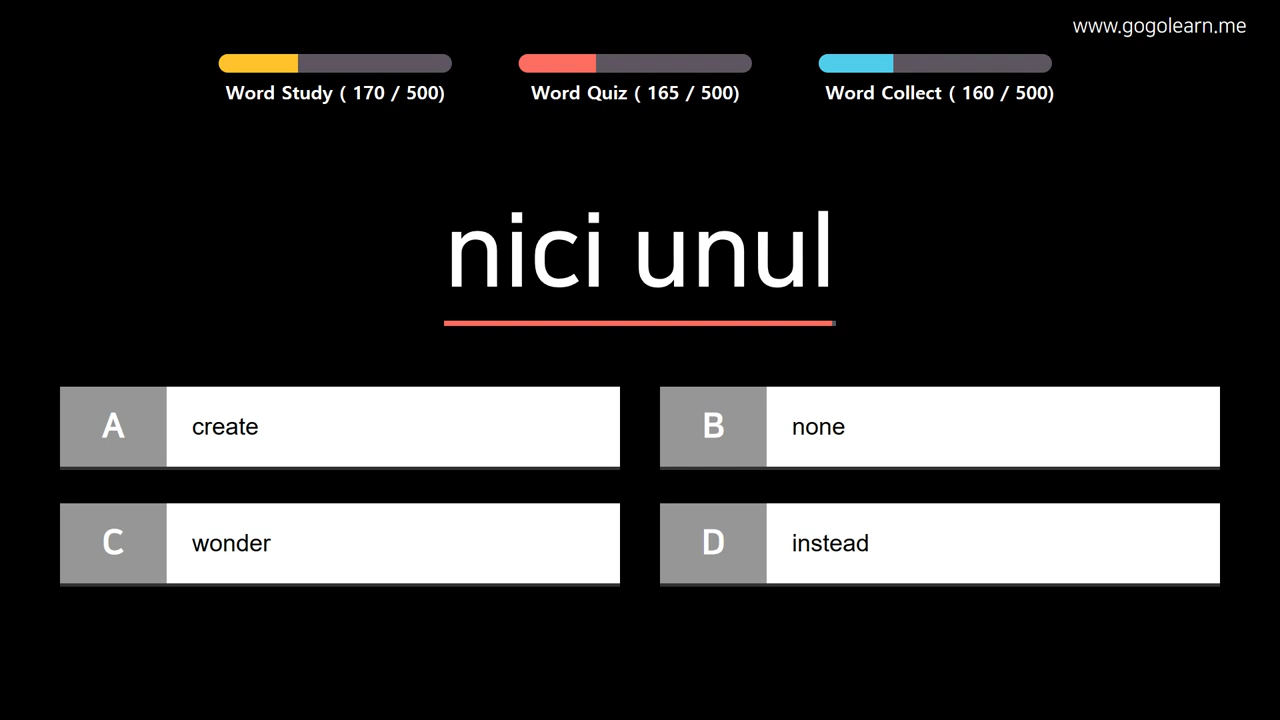 www.gogolearn.me
Word Study ( 170 / 500)
Word Quiz ( 165 / 500)
Word Collect ( 160 / 500)
nici unul
A create
B none
C wonder
D instead